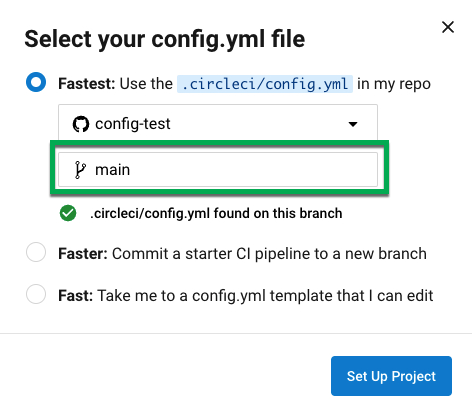 Select your config.yml file
Fastest: Use the .circleci/config.yml in my repo
config-test
main
.circleci/config.yml found on this branch
Faster: Commit a starter CI pipeline to a new branch
Fast: Take me to a config.yml template that I can edit
Set Up Project